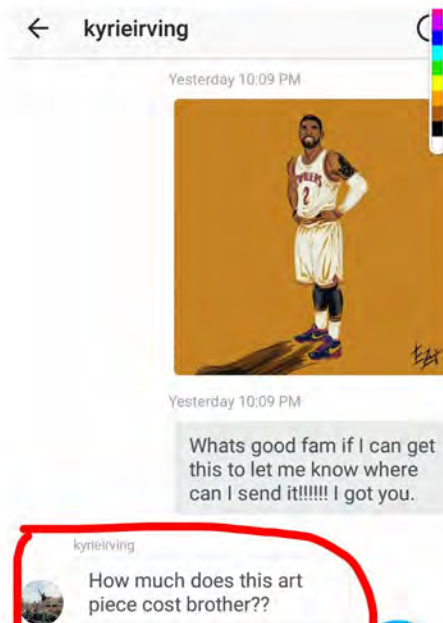 kyrieirving
Yesterday 10:09 PM
2
Yesterday 10:09 PM
Whats good fam if I can get
this to let me know where
can I send it!!!!!! I got you.
kyrieirving
How much does this art
piece cost brother??